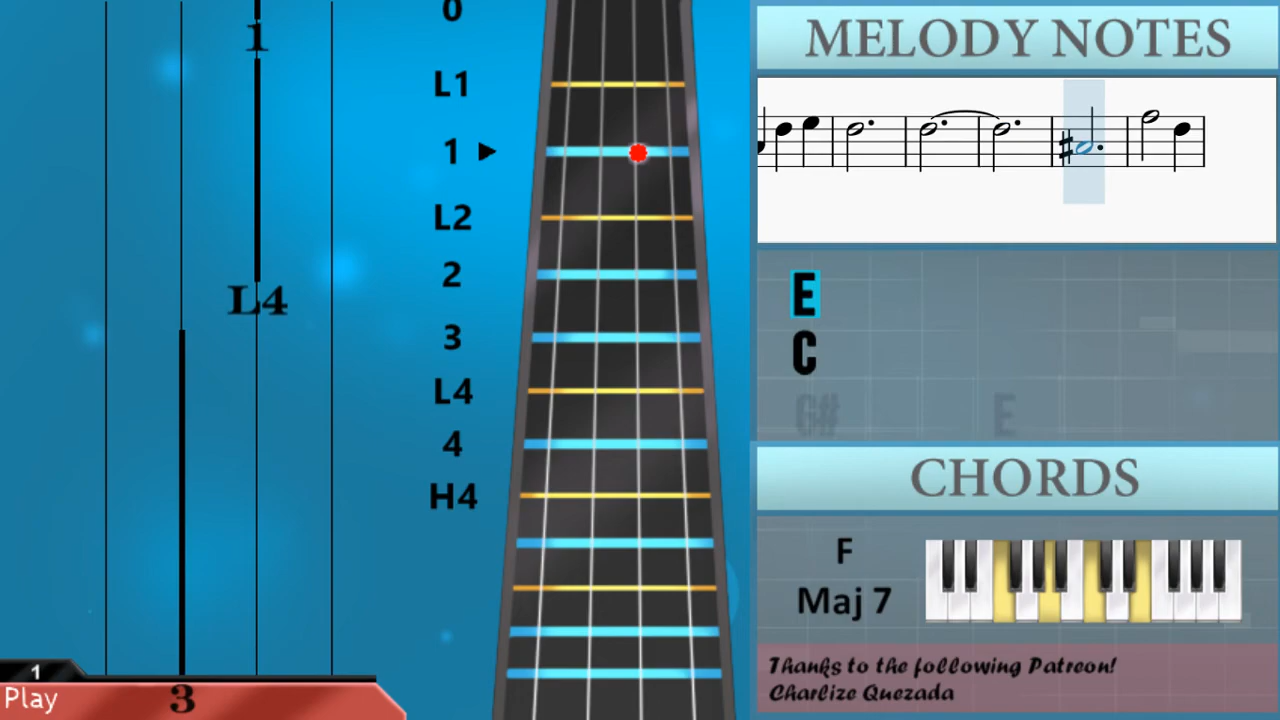 0
1
L1
1
L2
2
L4
3
L4
4
H4
1
Play
3
MELODY NOTES
E
C
G#
E
CHORDS
F
Maj 7
Thanks to the following Patreon!
Charlize Quezada